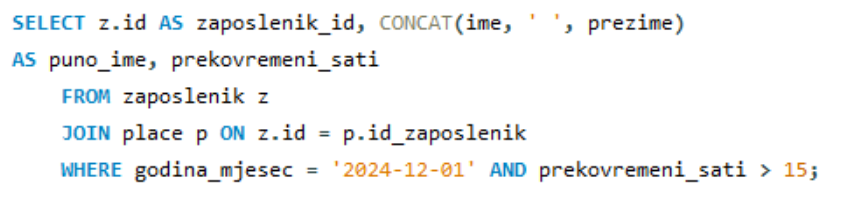 SELECT z.id AS zaposlenik_id, CONCAT(ime, ' ', prezime)
AS puno_ime, prekovremeni_sati
FROM zaposlenik z
JOIN place p ON z.id = p.id_zaposlenik
WHERE godina_mjesec = '2024-12-01' AND prekovremeni_sati > 15;